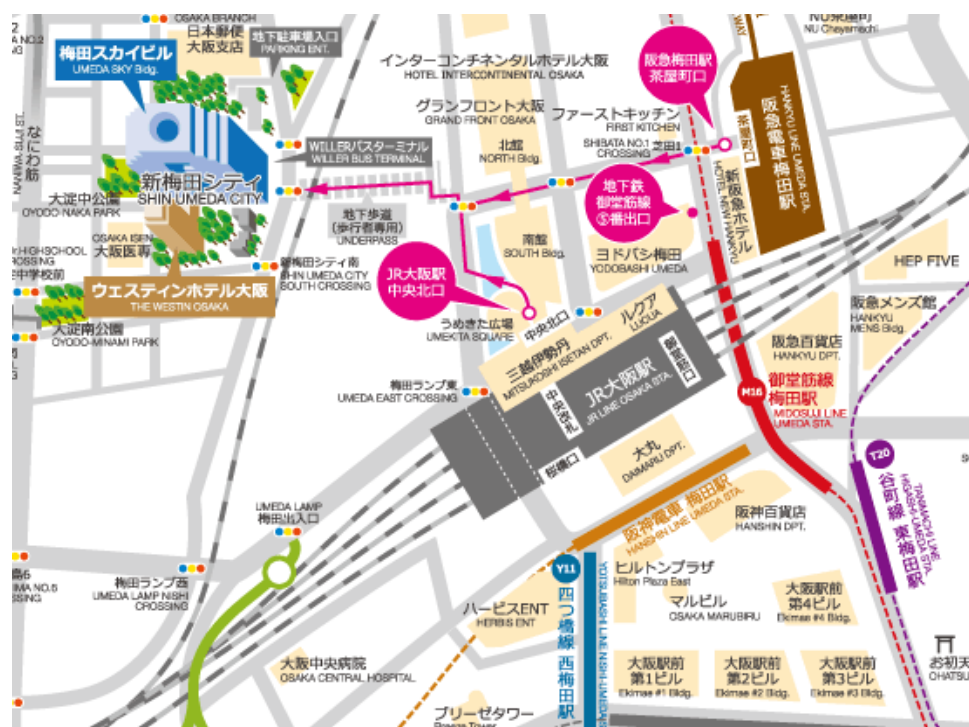 OSAKA BRANCH
日本郵便
大阪支店
地下駐車場入口
PARKING ENT.
梅田スカイビル
UMEDA SKY Bldg.
なにわ筋
NANIWA SUJI ST.
新梅田シティ
SHIN UMEDA CITY
大淀中公園
OYODO-NAKA PARK
OSAKA ISEN
大阪医専
ウェスティンホテル大阪
THE WESTIN OSAKA
中学校前
大淀南公園
OYODO-MINAMI PARK
WILLERバスターミナル
WILLER BUS TERMINAL
地下歩道
(歩行者専用)
UNDERPASS
新梅田シティ南
SHIN UMEDA CITY
SOUTH CROSSING
インターコンチネンタルホテル大阪
HOTEL INTERCONTINENTAL OSAKA
グランフロント大阪
GRAND FRONT OSAKA
北館
NORTH Bldg.
南館
SOUTH Bldg.
ファーストキッチン
FIRST KITCHEN
SHIBATA NO.1
CROSSING
芝田1
阪急梅田駅
茶屋町口
NU茶屋町
NU Chayamachi
茶屋町口
阪急電車 梅田駅
HANKYU LINE UMEDA STA.
新阪急ホテル
HOTEL NEW HANKYU
地下鉄
御堂筋線
⑤番出口
ヨドバシ梅田
YODOBASHI UMEDA
HEP FIVE
阪急メンズ館
HANKYU
MENS Bldg.
阪急百貨店
HANKYU DPT.
JR大阪駅
中央北口
うめきた広場
UMEKITA SQUARE
中央北口
ルクア
LUCUA
三越伊勢丹
MITSUKOSHI ISETAN DPT.
JR大阪駅
JR LINE OSAKA STA.
御堂筋口
中央改札
桜橋口
梅田ランプ東
UMEDA EAST CROSSING
M16
御堂筋線
梅田駅
MIDOSUJI LINE
UMEDA STA.
大丸
DAIMARU DPT.
T20
谷町線 東梅田駅
TANIMACHI LINE
HIGASHI-UMEDA STA.
阪神電車 梅田駅
HANSHIN LINE UMEDA STA.
阪神百貨店
HANSHIN DPT.
UMEDA LAMP
梅田出入口
梅田ランプ西
UMEDA LAMP NISHI
CROSSING
Y11
四つ橋線 西梅田駅
YOTSUBASHI LINE NISHI-UMEDA
ヒルトンプラザ
Hilton Plaza East
マルビル
OSAKA MARUBIRU
大阪駅前
第4ビル
Ekimae #4 Bldg.
ハービスENT
HERBIS ENT
大阪中央病院
OSAKA CENTRAL HOSPITAL
大阪駅前
第1ビル
Ekimae #1 Bldg.
大阪駅前
第2ビル
Ekimae #2 Bldg.
大阪駅前
第3ビル
Ekimae #3 Bldg.
お初天
OHATSU
ブリーゼタワー